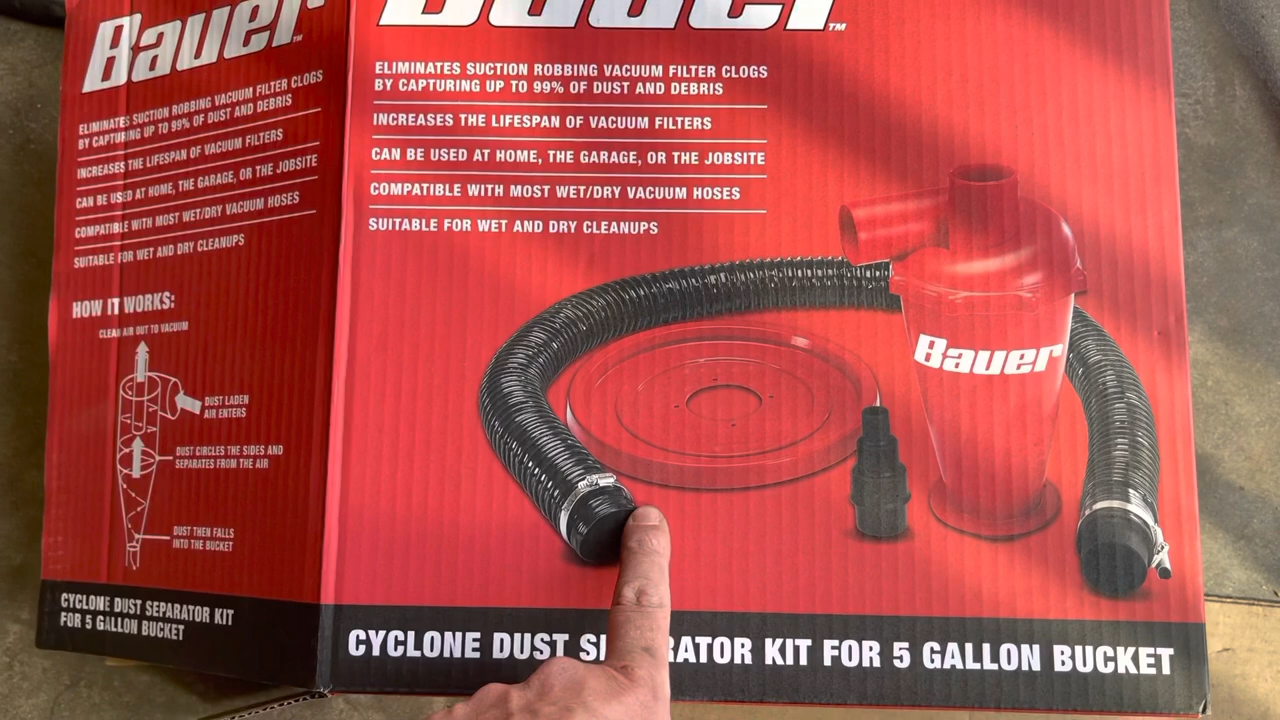 Bauer™
ELIMINATES SUCTION ROBBING VACUUM FILTER CLOGS
BY CAPTURING UP TO 99% OF DUST AND DEBRIS
INCREASES THE LIFESPAN OF VACUUM FILTERS
CAN BE USED AT HOME, THE GARAGE, OR THE JOBSITE
COMPATIBLE WITH MOST WET/DRY VACUUM HOSES
SUITABLE FOR WET AND DRY CLEANUPS
HOW IT WORKS:
CLEAN AIR OUT TO VACUUM
DUST LADEN
AIR ENTERS
DUST CIRCLES THE SIDES AND
SEPARATES FROM THE AIR
DUST THEN FALLS
INTO THE BUCKET
CYCLONE DUST SEPARATOR KIT
FOR 5 GALLON BUCKET
Bauer™
ELIMINATES SUCTION ROBBING VACUUM FILTER CLOGS
BY CAPTURING UP TO 99% OF DUST AND DEBRIS
INCREASES THE LIFESPAN OF VACUUM FILTERS
CAN BE USED AT HOME, THE GARAGE, OR THE JOBSITE
COMPATIBLE WITH MOST WET/DRY VACUUM HOSES
SUITABLE FOR WET AND DRY CLEANUPS
Bauer
CYCLONE DUST SEPARATOR KIT FOR 5 GALLON BUCKET